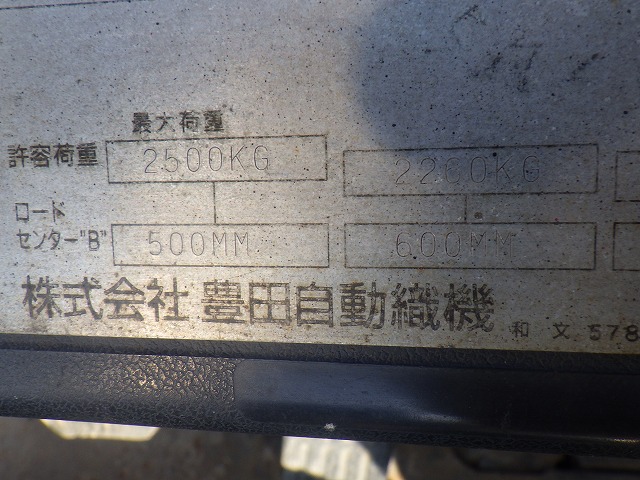 最大荷重
許容荷重 2500KG 2260KG
ロード
センター"B" 500MM 600MM
株式会社 豊田自動織機 和 文 578